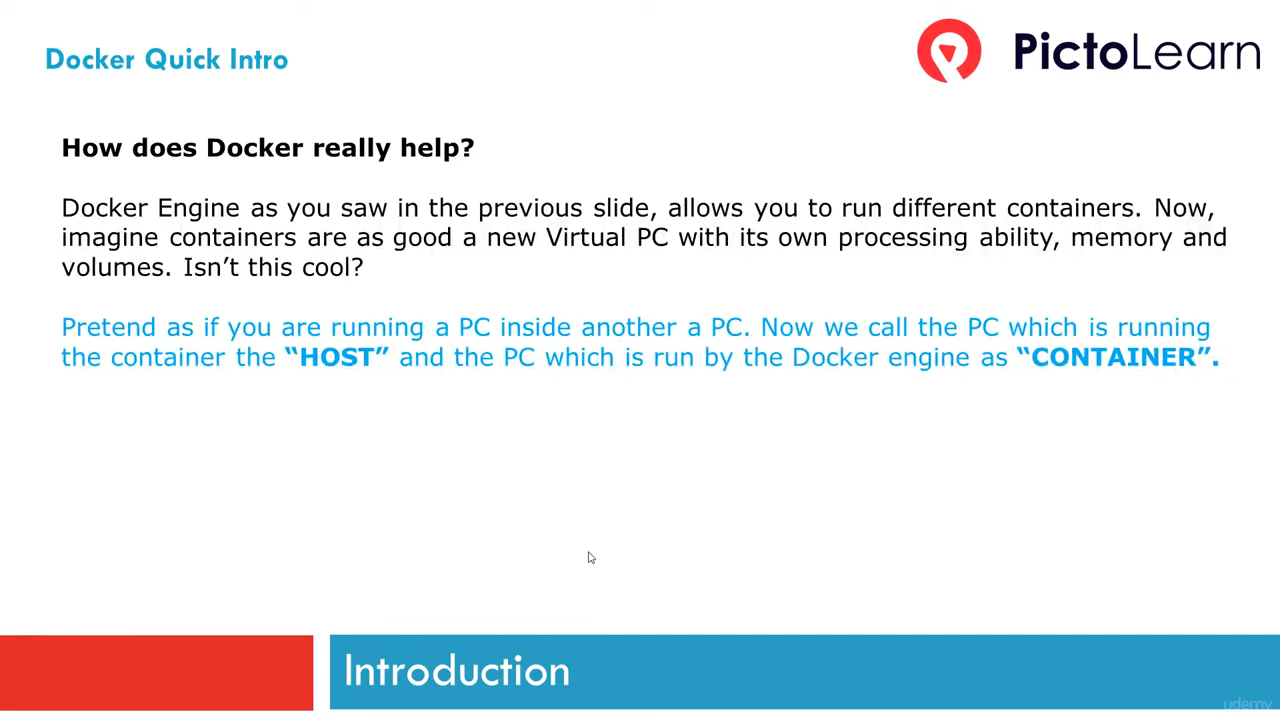 Docker Quick Intro
PictoLearn
How does Docker really help?
Docker Engine as you saw in the previous slide, allows you to run different containers. Now,
imagine containers are as good a new Virtual PC with its own processing ability, memory and
volumes. Isn’t this cool?
Pretend as if you are running a PC inside another a PC. Now we call the PC which is running
the container the “HOST” and the PC which is run by the Docker engine as “CONTAINER”.
Introduction
udemy